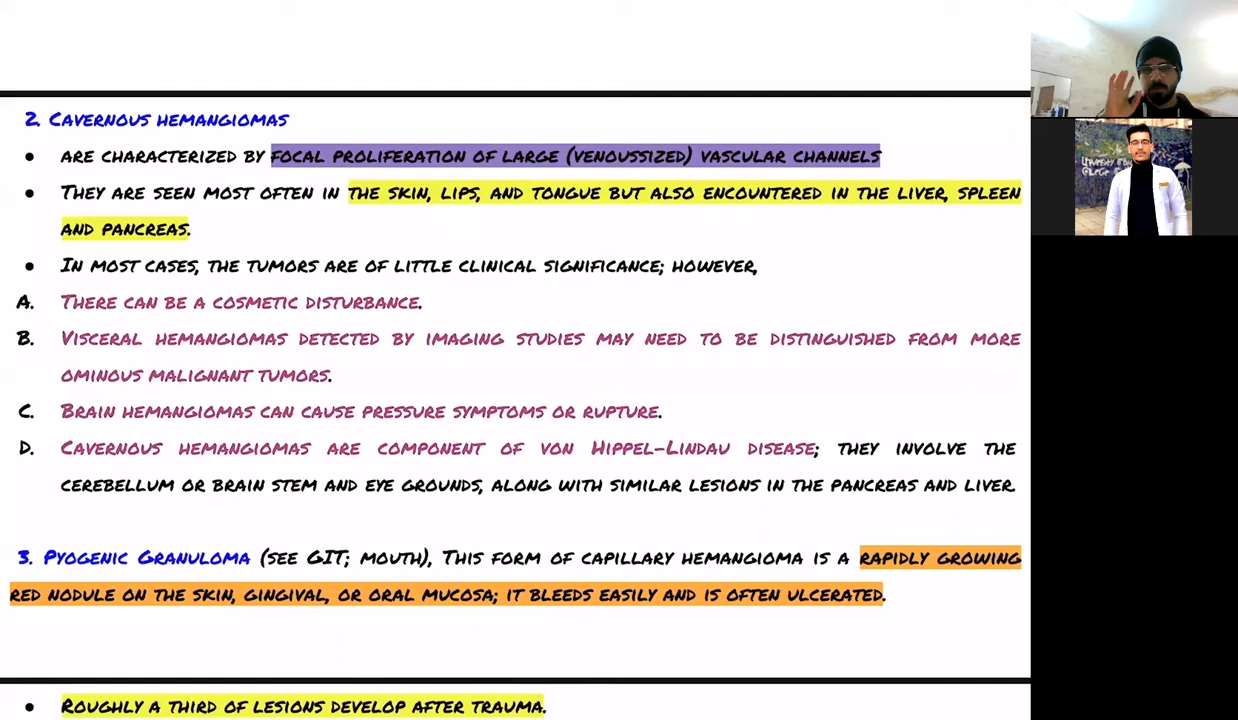 2. Cavernous hemangiomas
• are characterized by focal proliferation of large (venoussized) vascular channels
• They are seen most often in the skin, lips, and tongue but also encountered in the liver, spleen
and pancreas.
• In most cases, the tumors are of little clinical significance; however,
A. There can be a cosmetic disturbance.
B. Visceral hemangiomas detected by imaging studies may need to be distinguished from more
ominous malignant tumors.
C. Brain hemangiomas can cause pressure symptoms or rupture.
D. Cavernous hemangiomas are component of von Hippel-Lindau disease; they involve the
cerebellum or brain stem and eye grounds, along with similar lesions in the pancreas and liver.
3. Pyogenic Granuloma (see GIT; mouth), This form of capillary hemangioma is a rapidly growing
red nodule on the skin, gingival, or oral mucosa; it bleeds easily and is often ulcerated.
• Roughly a third of lesions develop after trauma.